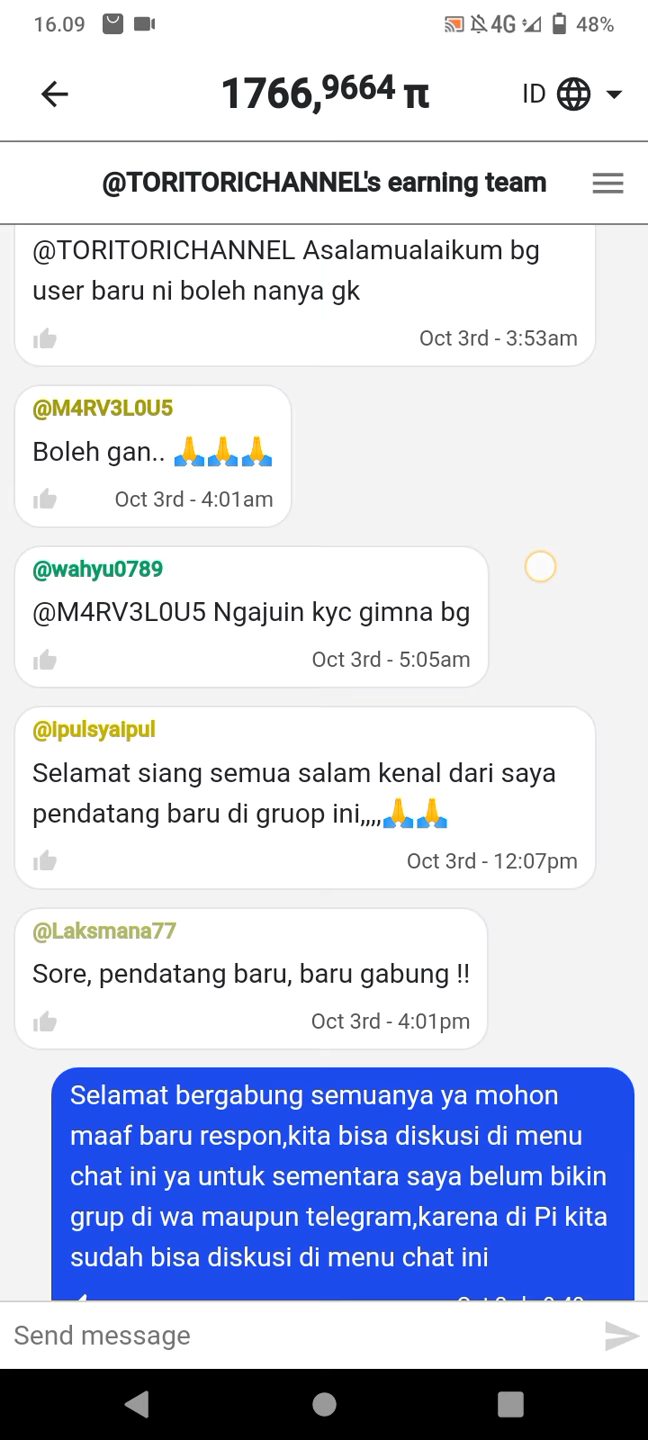 16.09 4G 48%
1766,9664 π ID
@TORITORICHANNEL's earning team
@TORITORICHANNEL Asalamualaikum bg
user baru ni boleh nanya gk
Oct 3rd - 3:53am
@M4RV3L0U5
Boleh gan.. 🙏🙏🙏
Oct 3rd - 4:01am
@wahyu0789
@M4RV3L0U5 Ngajuin kyc gimna bg
Oct 3rd - 5:05am
@Ipulsyaipul
Selamat siang semua salam kenal dari saya
pendatang baru di gruop ini,,,,🙏🙏
Oct 3rd - 12:07pm
@Laksmana77
Sore, pendatang baru, baru gabung !!
Oct 3rd - 4:01pm
Selamat bergabung semuanya ya mohon
maaf baru respon,kita bisa diskusi di menu
chat ini ya untuk sementara saya belum bikin
grup di wa maupun telegram,karena di Pi kita
sudah bisa diskusi di menu chat ini
Send message